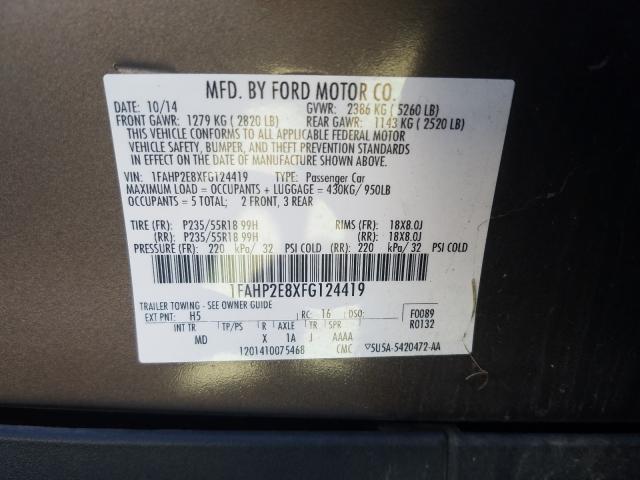 MFD. BY FORD MOTOR CO.
DATE: 10/14 GVWR: 2386 KG ( 5260 LB)
FRONT GAWR: 1279 KG ( 2820 LB) REAR GAWR: 1143 KG ( 2520 LB)
THIS VEHICLE CONFORMS TO ALL APPLICABLE FEDERAL MOTOR
VEHICLE SAFETY, BUMPER, AND THEFT PREVENTION STANDARDS
IN EFFECT ON THE DATE OF MANUFACTURE SHOWN ABOVE.
VIN: 1FAHP2E8XFG124419 TYPE: Passenger Car
MAXIMUM LOAD = OCCUPANTS + LUGGAGE = 430KG/ 950LB
OCCUPANTS = 5 TOTAL; 2 FRONT, 3 REAR
TIRE (FR): P235/55R18 99H RIMS (FR): 18X8.0J
(RR): P235/55R18 99H (RR): 18X8.0J
PRESSURE (FR): 220 kPa/ 32 PSI COLD (RR): 220 kPa/ 32 PSI COLD
1FAHP2E8XFG124419
TRAILER TOWING - SEE OWNER GUIDE
EXT PNT: H5 RC: 16 DSO: F0089
R0132
INT TR TP/PS R AXLE TR SPR
MD X 1A J AAAA
1201410075468 CMC ▽5U5A-5420472-AA